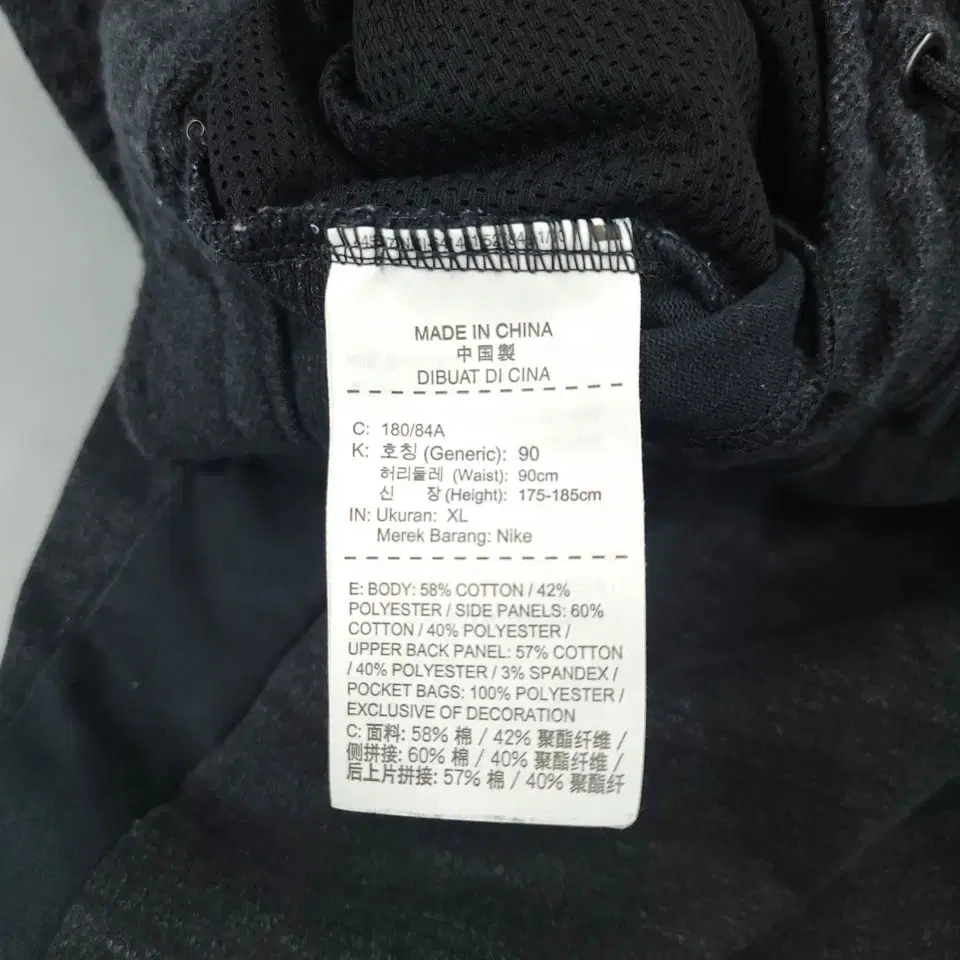 MADE IN CHINA
中国製
DIBUAT DI CINA
C: 180/84A
K: 호칭 (Generic): 90
허리둘레 (Waist): 90cm
신 장 (Height): 175-185cm
IN: Ukuran: XL
Merek Barang: Nike
E: BODY: 58% COTTON / 42%
POLYESTER / SIDE PANELS: 60%
COTTON / 40% POLYESTER /
UPPER BACK PANEL: 57% COTTON
/ 40% POLYESTER / 3% SPANDEX /
POCKET BAGS: 100% POLYESTER /
EXCLUSIVE OF DECORATION
C: 面料: 58% 棉 / 42% 聚酯纤维 /
侧拼接: 60% 棉 / 40% 聚酯纤维 /
后上片拼接: 57% 棉 / 40% 聚酯纤